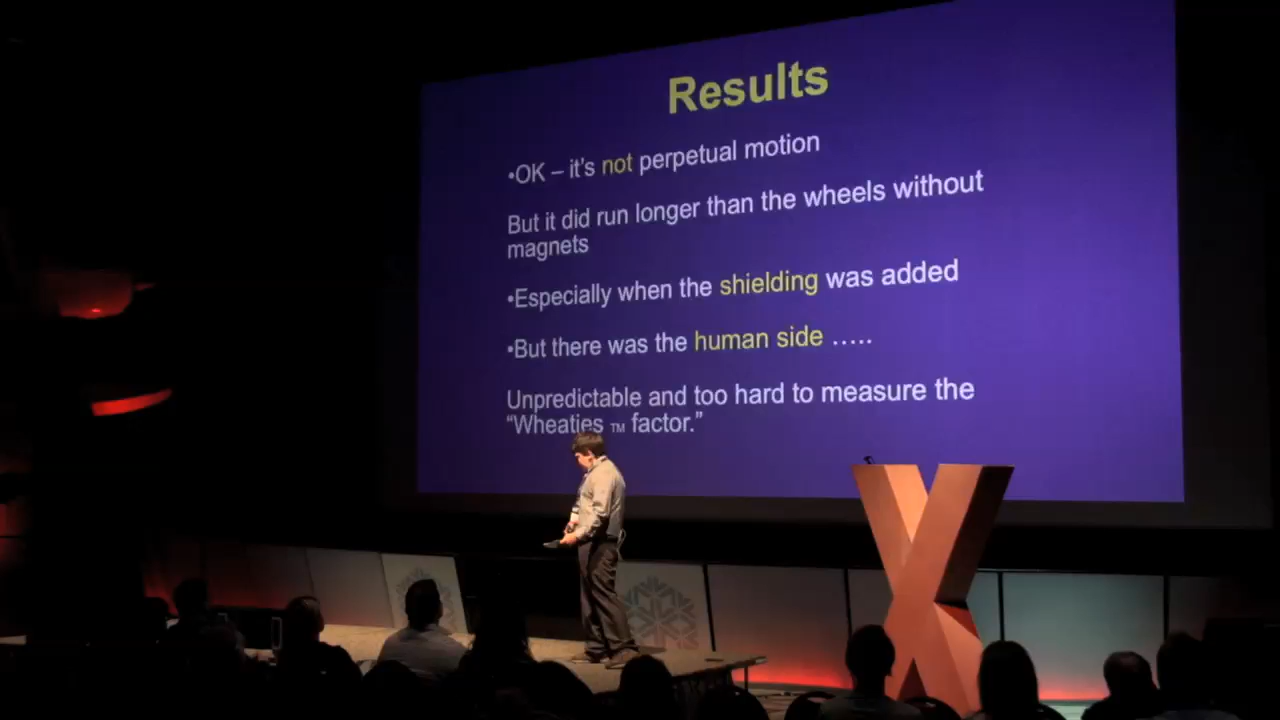 Results
•OK – it's not perpetual motion
But it did run longer than the wheels without
magnets
•Especially when the shielding was added
•But there was the human side .....
Unpredictable and too hard to measure the
"Wheaties TM factor."
X